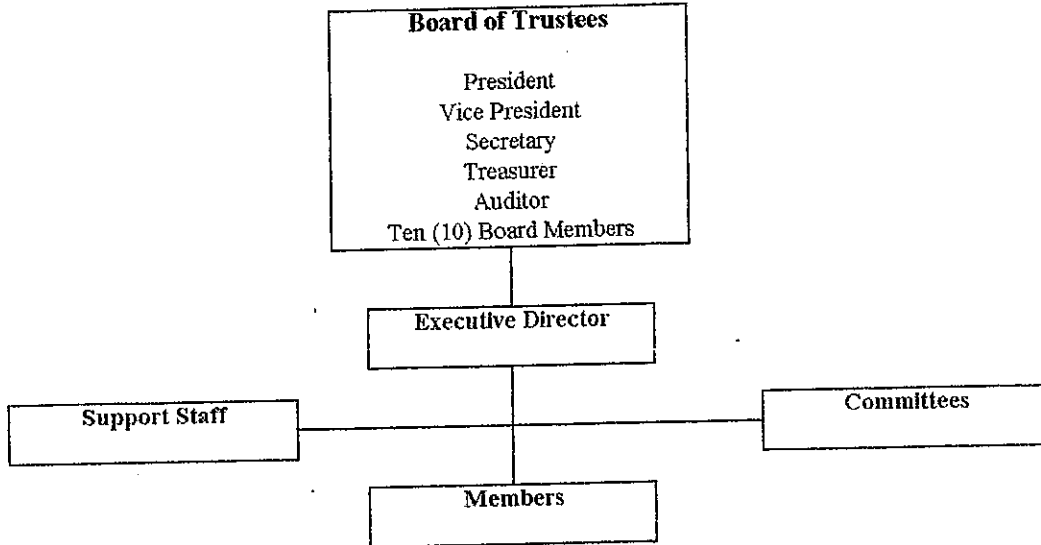 Board of Trustees
President
Vice President
Secretary
Treasurer
Auditor
Ten (10) Board Members
Executive Director
Support Staff
Committees
Members